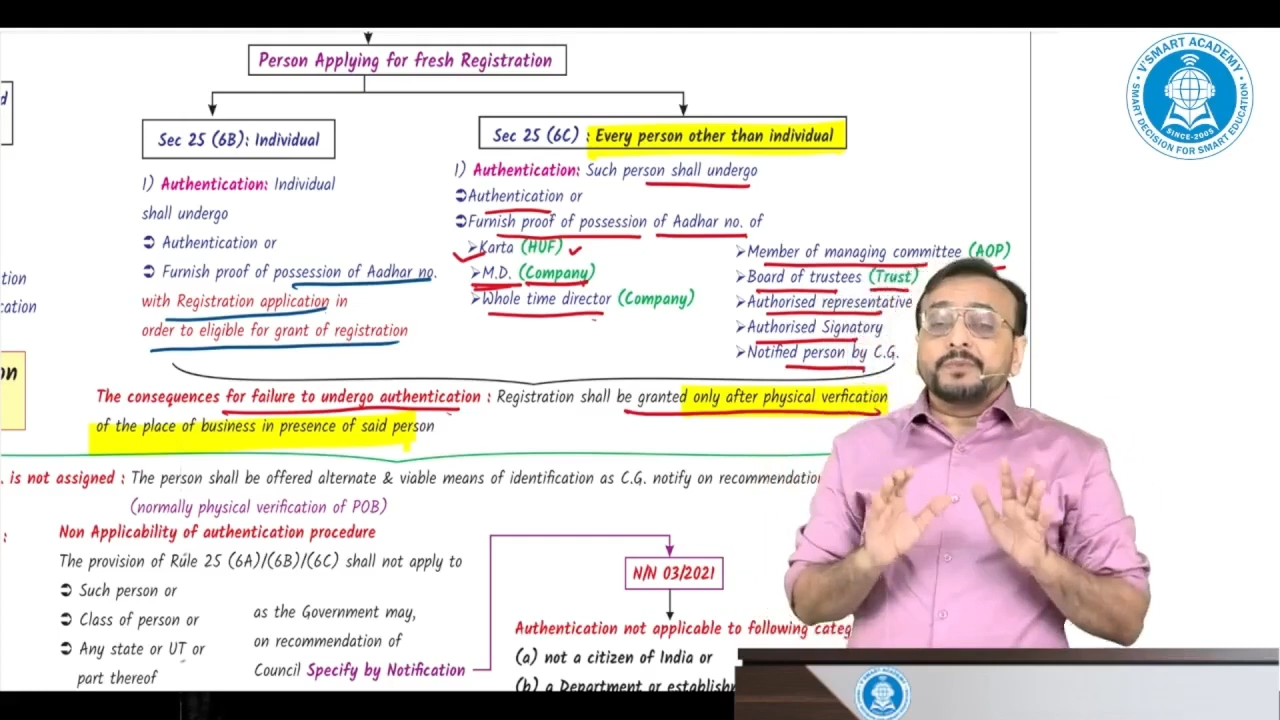 Person Applying for fresh Registration
Sec 25 (6B): Individual
1) Authentication: Individual
shall undergo
➲ Authentication or
➲ Furnish proof of possession of Aadhar no.
with Registration application in
order to eligible for grant of registration
Sec 25 (6C) : Every person other than individual
1) Authentication: Such person shall undergo
➲Authentication or
➲Furnish proof of possession of Aadhar no. of
➢Karta (HUF)
➢M.D. (Company)
➢Whole time director (Company)
➢Member of managing committee (AOP)
➢Board of trustees (Trust)
➢Authorised representative
➢Authorised Signatory
➢Notified person by C.G.
The consequences for failure to undergo authentication : Registration shall be granted only after physical verfication
of the place of business in presence of said person
. is not assigned : The person shall be offered alternate & viable means of identification as C.G. notify on recommendation
(normally physical verification of POB)
Non Applicability of authentication procedure
The provision of Rule 25 (6A)/(6B)/(6C) shall not apply to
➲ Such person or
➲ Class of person or
➲ Any state or UT or
part thereof
as the Government may,
on recommendation of
Council Specify by Notification
N/N 03/2021
Authentication not applicable to following categ
(a) not a citizen of India or
(b) a Department or establishm
V'SMART ACADEMY
SMART DECISION FOR SMART EDUCATION
SINCE-2005